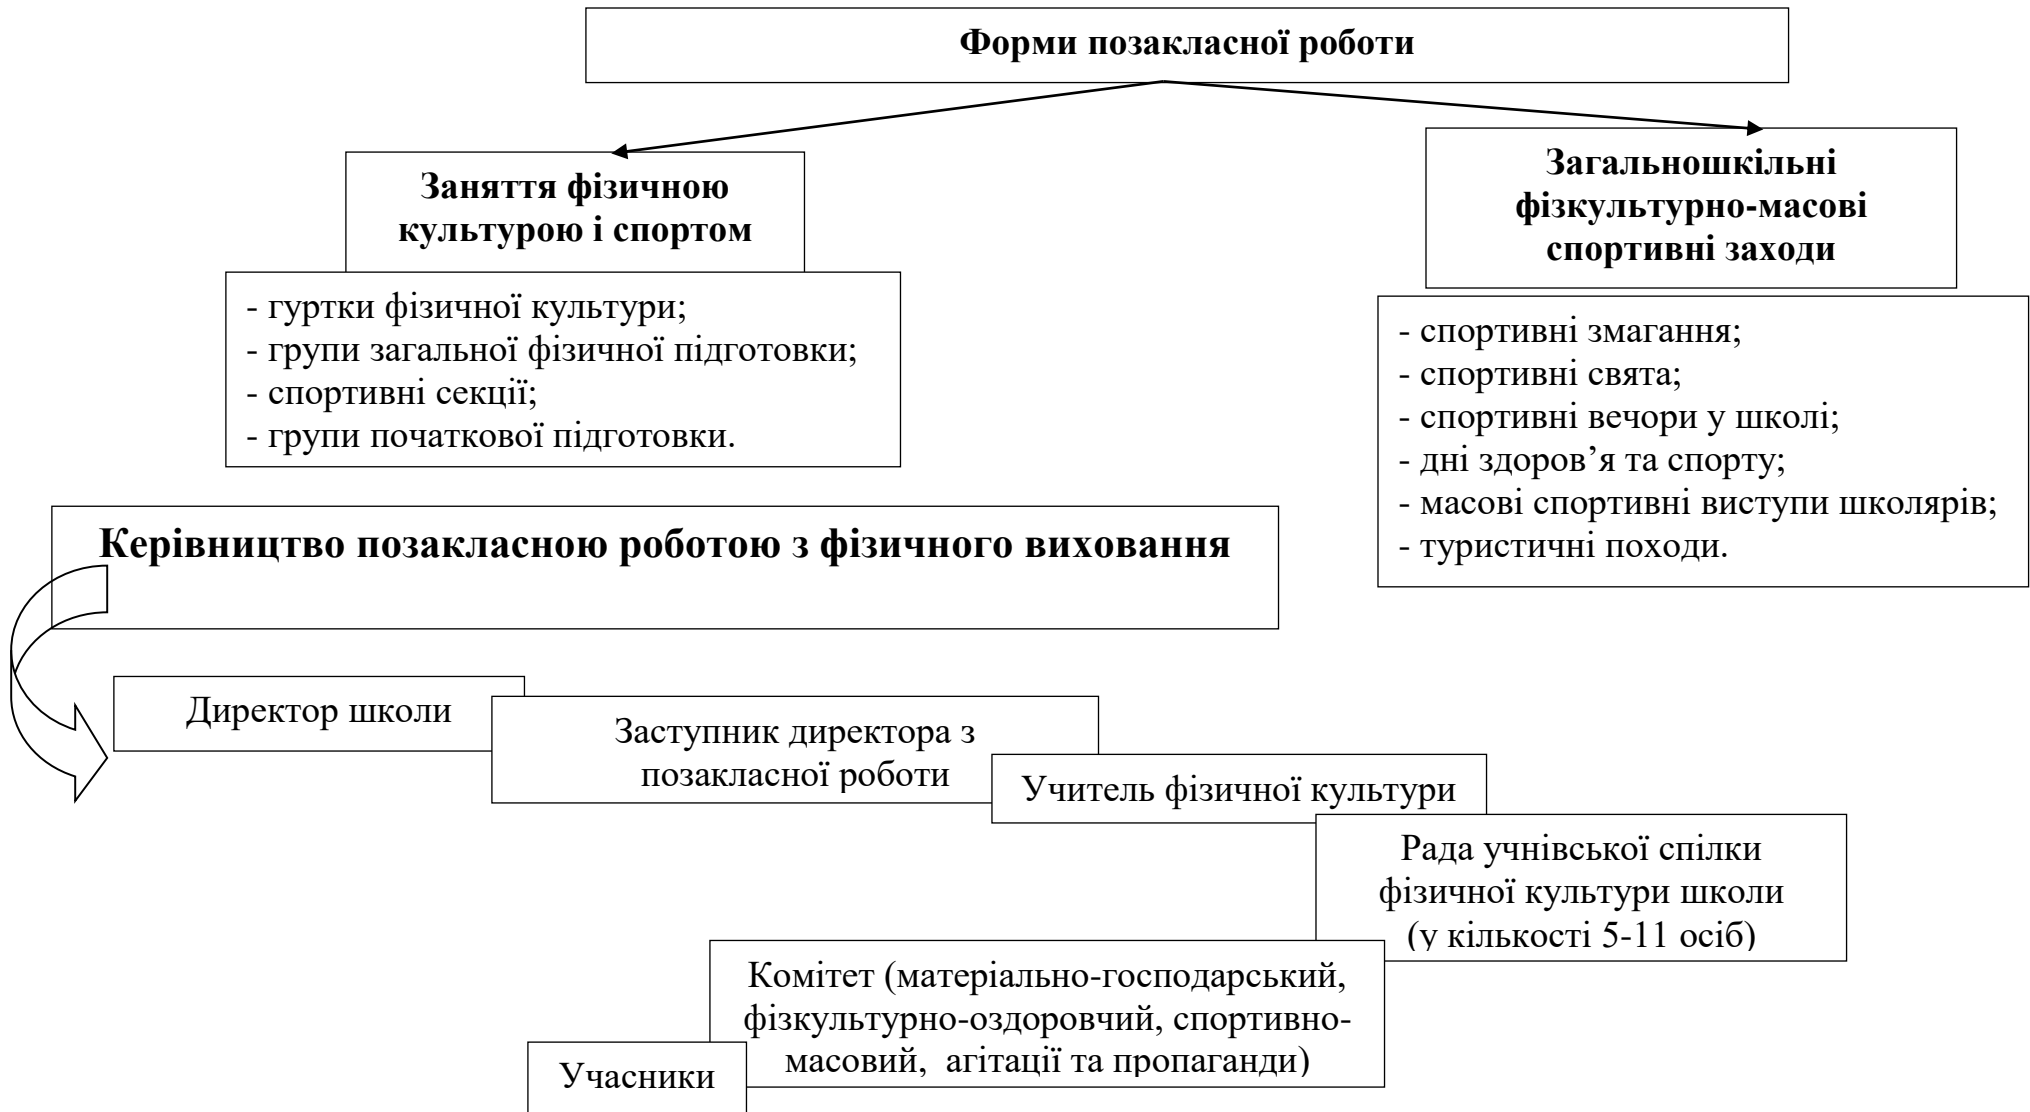 Форми позакласної роботи
Заняття фізичною
культурою і спортом
- гуртки фізичної культури;
- групи загальної фізичної підготовки;
- спортивні секції;
- групи початкової підготовки.
Загальношкільні
фізкультурно-масові
спортивні заходи
- спортивні змагання;
- спортивні свята;
- спортивні вечори у школі;
- дні здоров’я та спорту;
- масові спортивні виступи школярів;
- туристичні походи.
Керівництво позакласною роботою з фізичного виховання
Директор школи
Заступник директора з
позакласної роботи
Учитель фізичної культури
Рада учнівської спілки
фізичної культури школи
(у кількості 5-11 осіб)
Комітет (матеріально-господарський,
фізкультурно-оздоровчий, спортивно-
масовий, агітації та пропаганди)
Учасники